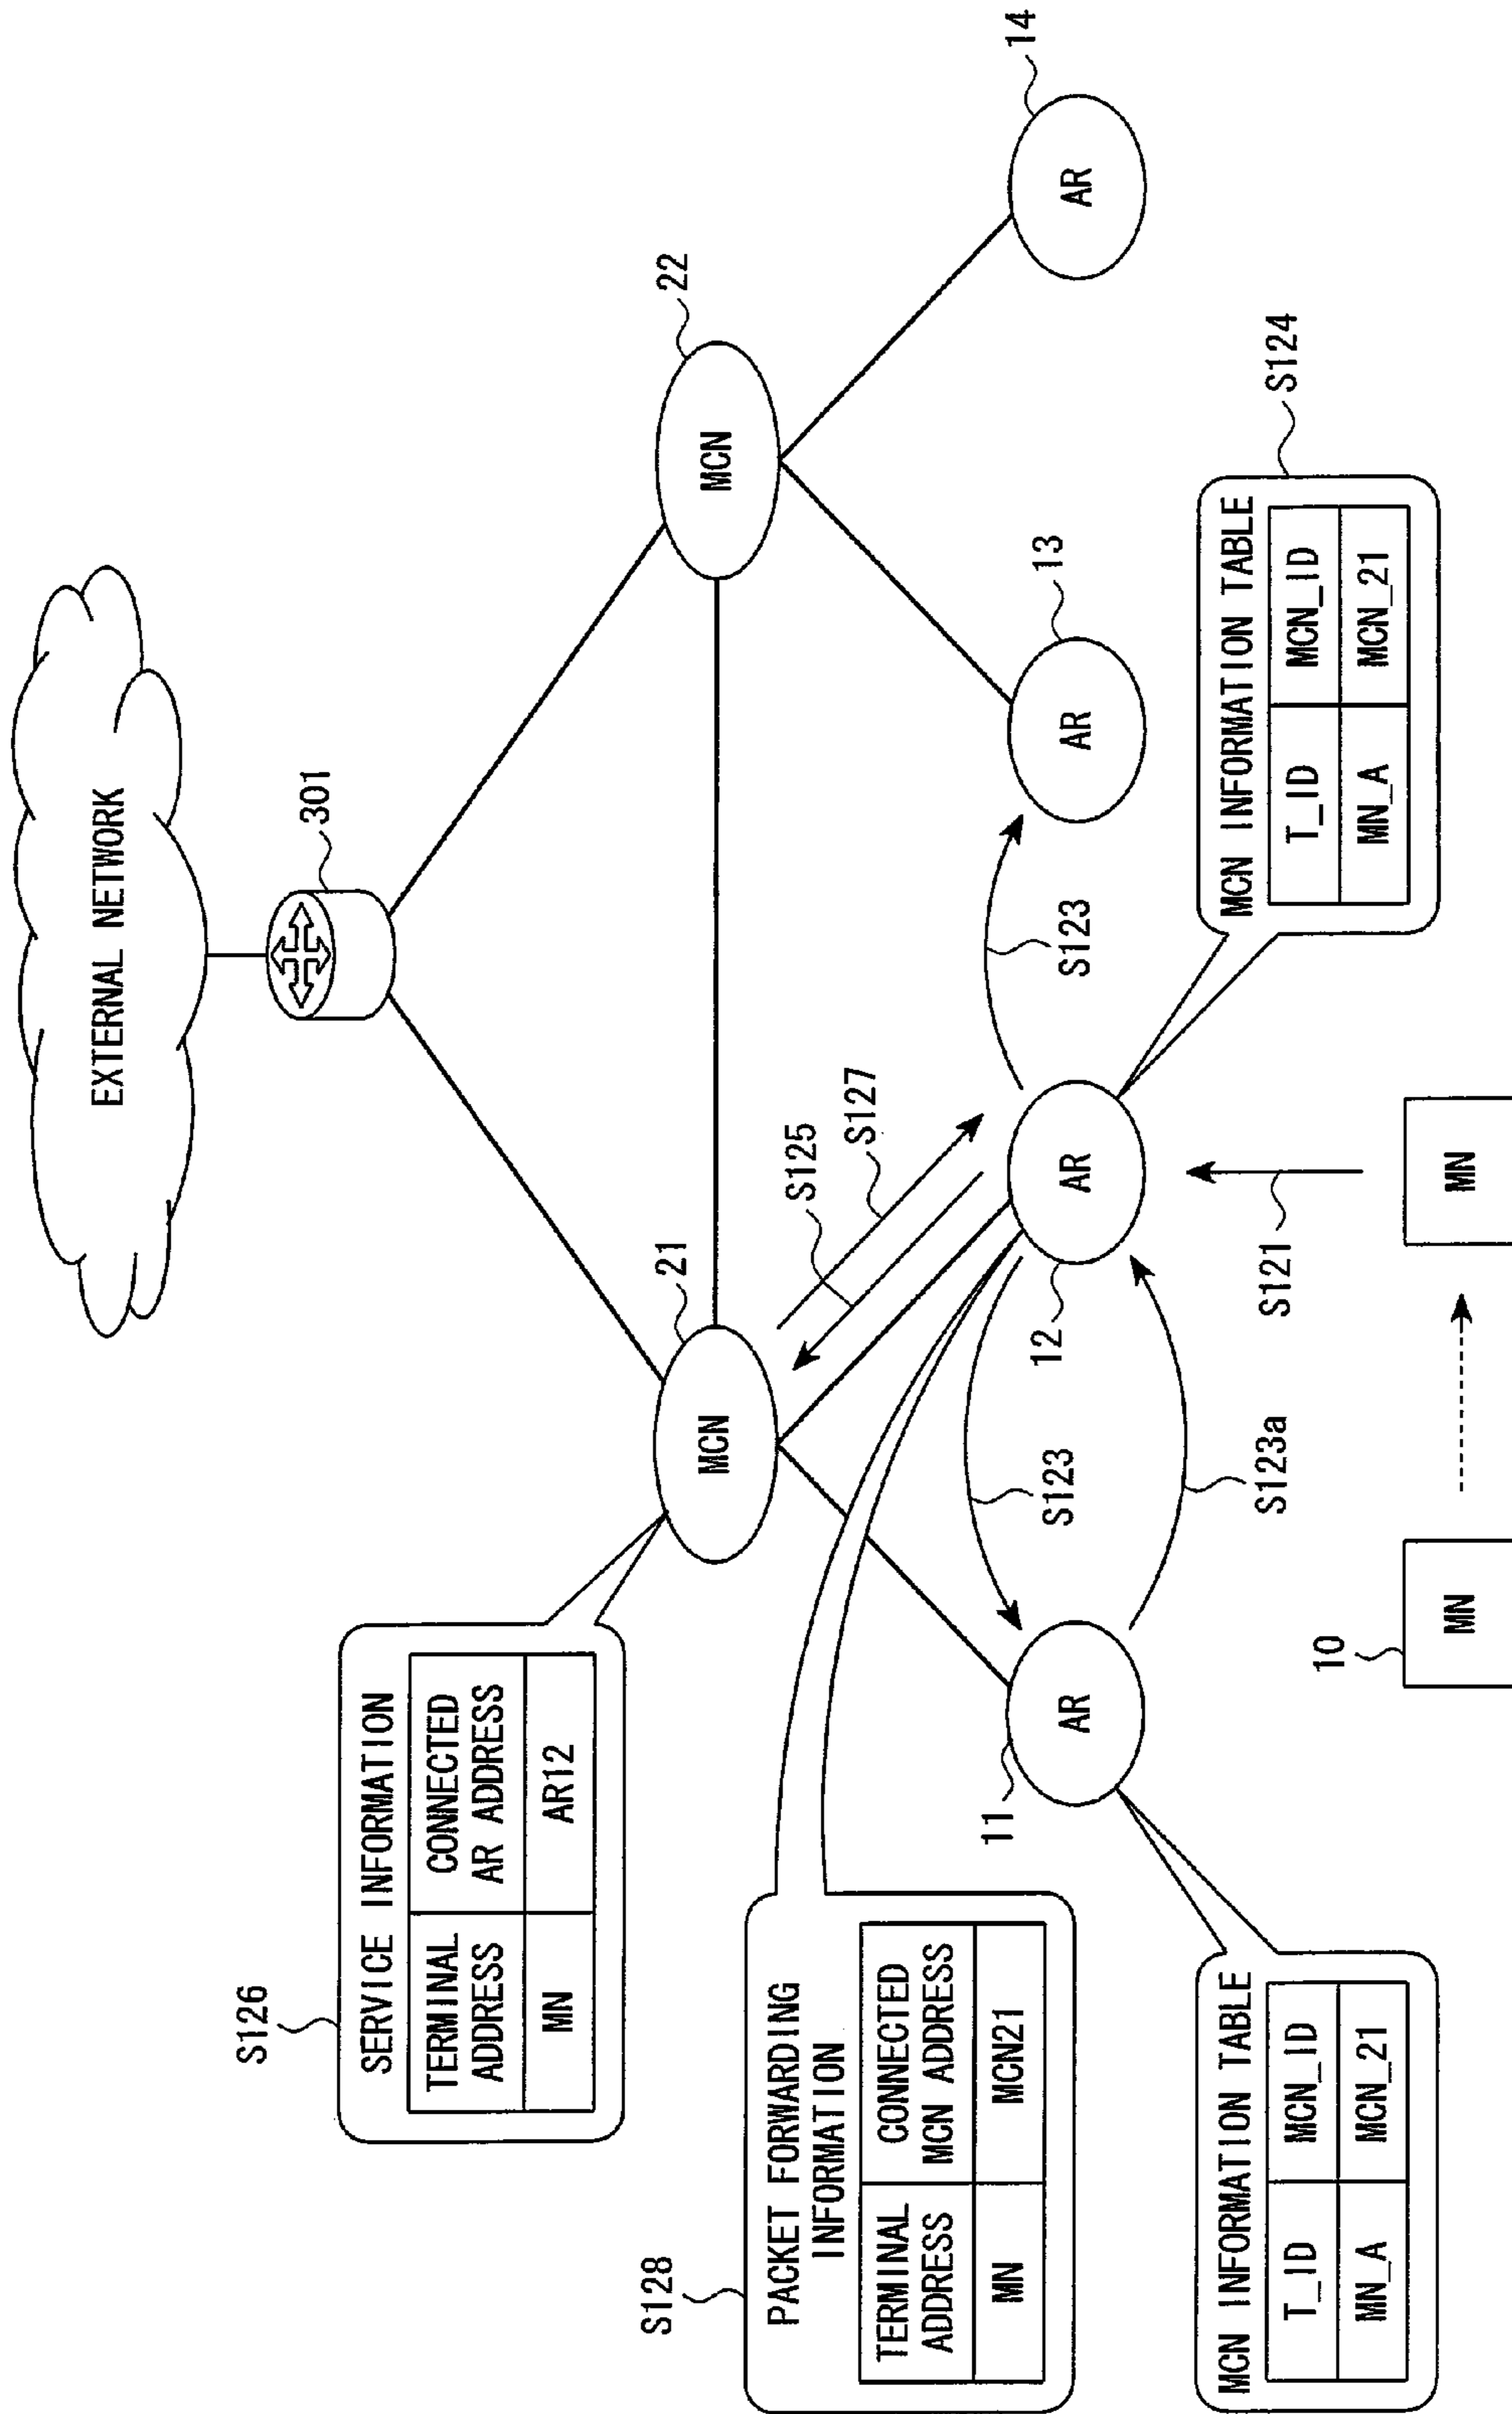 EXTERNAL NETWORK
301
S126
SERVICE INFORMATION
TERMINAL ADDRESS
CONNECTED AR ADDRESS
MN
AR12
21
MCN
22
MCN
S125
S127
S128
PACKET FORWARDING
INFORMATION
TERMINAL ADDRESS
CONNECTED MCN ADDRESS
MN
MCN21
S123
S123
11
AR
12
AR
13
AR
14
AR
S123a
S121
S124
MCN INFORMATION TABLE
T_ID
MCN_ID
MN_A
MCN_21
MCN INFORMATION TABLE
T_ID
MCN_ID
MN_A
MCN_21
10
MN
MN